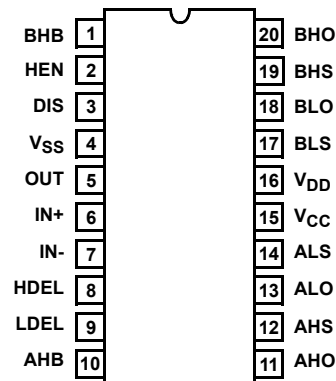 BHB 1 20 BHO
HEN 2 19 BHS
DIS 3 18 BLO
VSS 4 17 BLS
OUT 5 16 VDD
IN+ 6 15 VCC
IN- 7 14 ALS
HDEL 8 13 ALO
LDEL 9 12 AHS
AHB 10 11 AHO